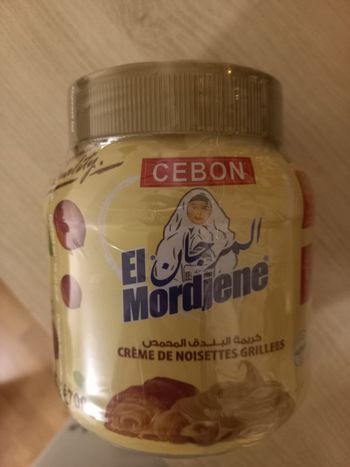 CEBON
المرجان
El
Mordjene
كريمة البندق المحمص
CRÈME DE NOISETTES GRILLEES